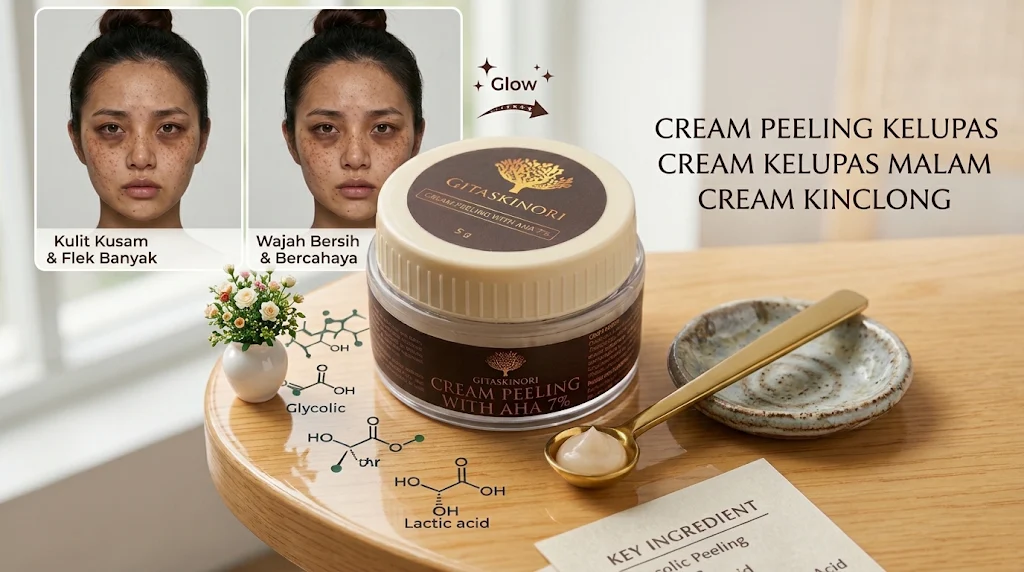 Glow
CREAM PEELING KELUPAS
CREAM KELUPAS MALAM
CREAM KINCLONG
Kulit Kusam
& Flek Banyak
Wajah Bersih
& Bercahaya
GITASKINORI
CREAM PEELING WITH AHA 7%
5 g
GITASKINORI
CREAM PEELING
WITH AHA 7%
OH
OH
Glycolic
HO
HO
OH
OH
Lactic acid
KEY INGREDIENT
Peeling
Acid